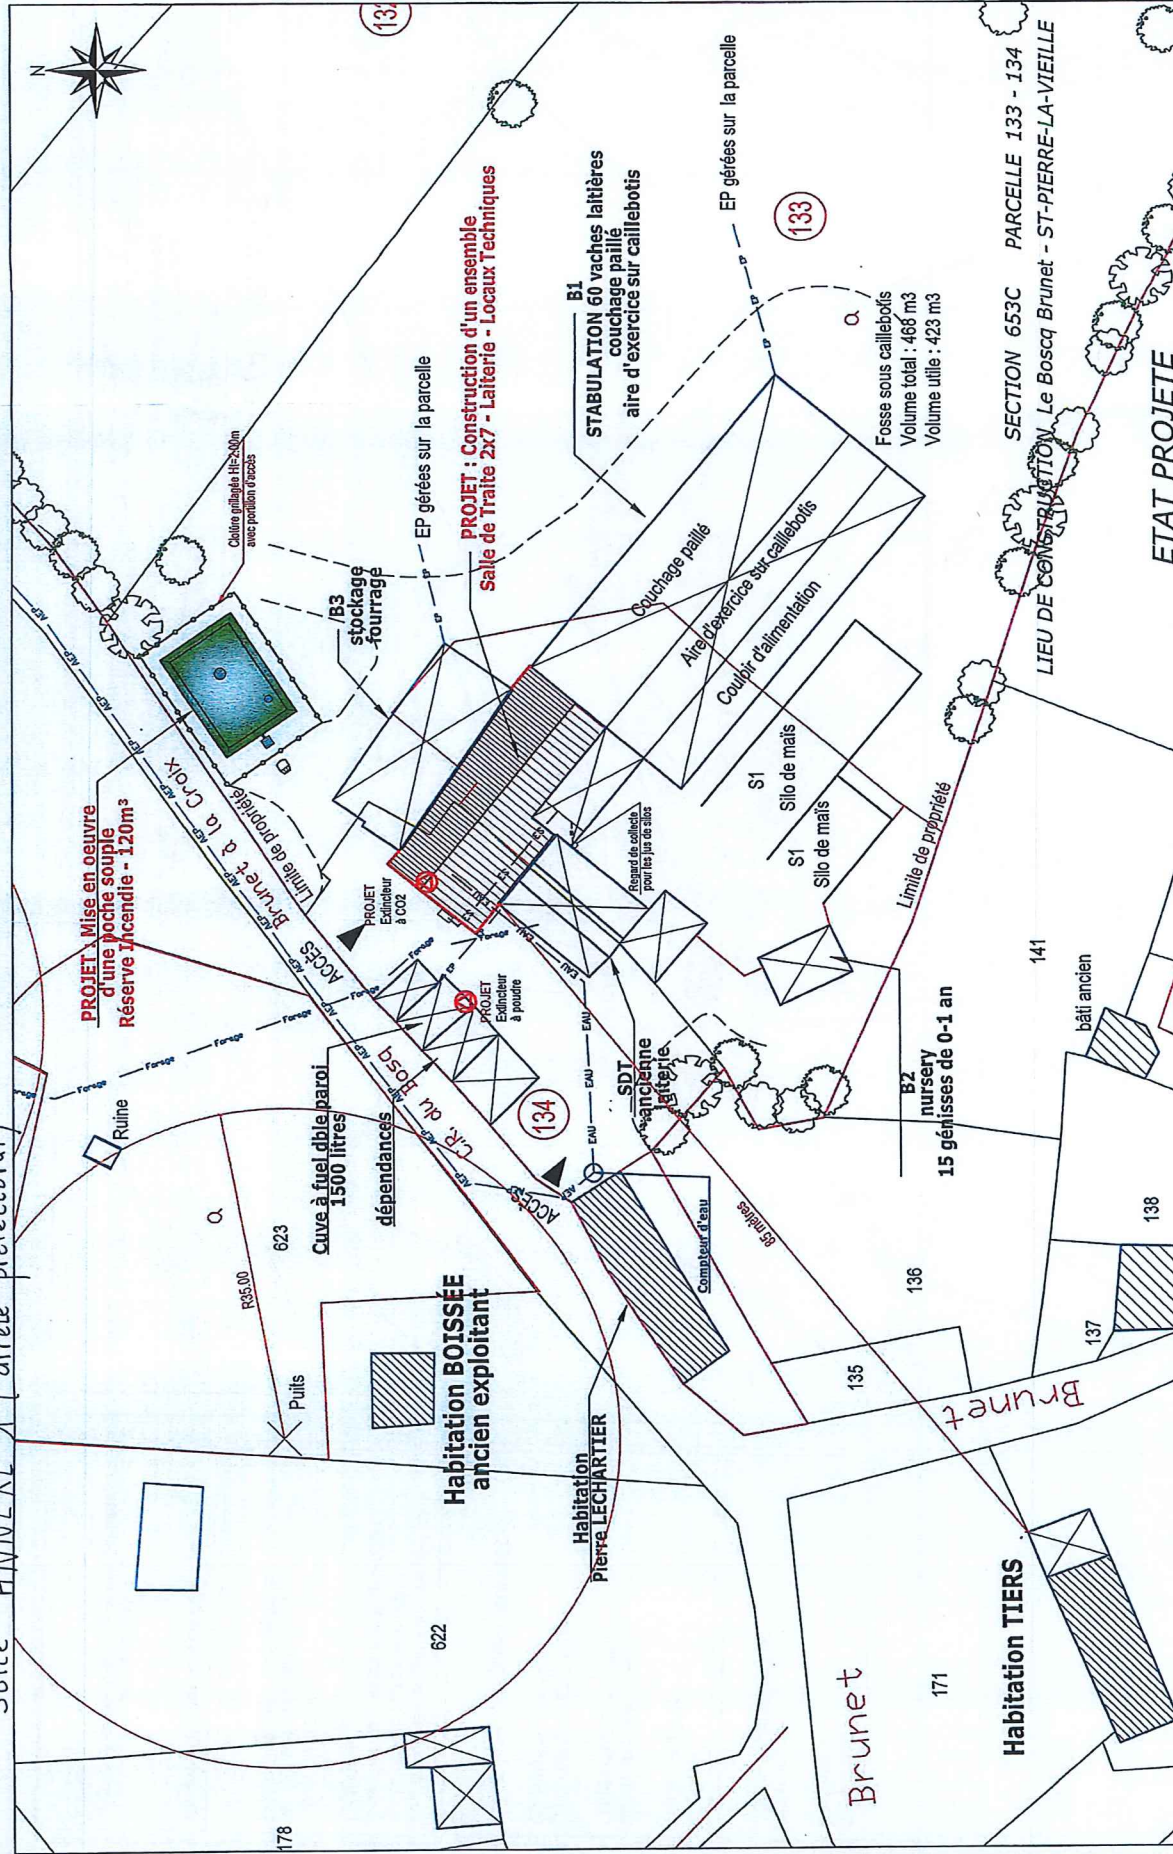 Suite ANNEXE
N
132
PROJET : Mise en oeuvre
d'une poche souple
Réserve Incendie - 120m³
Clôture grillagée Ht=2.00m
avec portillon d'accès
EP gérées sur la parcelle
B3
stockage
fourrage
PROJET : Construction d'un ensemble
Salle de Traite 2x7 - Laiterie - Locaux Techniques
EP gérées sur la parcelle
B1
STABULATION 60 vaches laitières
couchage paillé
aire d'exercice sur caillebotis
133
a
Fosse sous caillebotis
Volume total : 468 m3
Volume utile : 423 m3
Couchage paillé
Aire d'exercice sur caillebotis
Couloir d'alimentation
S1
Silo de maïs
S1
Silo de maïs
Regard de collecte
pour les jus de silos
Limite de propriété
Brunet à la Croix
Limite de propriété
ACCÈS
PROJET
Extincteur
à CO2
PROJET
Extincteur
à poudre
Forage
AEP
EAU
C.R. du Bosq
Cuve à fuel dble paroi
1500 litres
dépendances
134
ACCÈS
SDT
ancienne
laiterie
B2
nursery
15 génisses de 0-1 an
Compteur d'eau
85 mètres
Ruine
a
623
R35.00
Puits
Habitation BOISSEE
ancien exploitant
Habitation
Pierre LECHARTIER
622
178
141
bâti ancien
136
135
137
138
Brunet
Brunet
171
Habitation TIERS
SECTION 653C PARCELLE 133 - 134
LIEU DE CONSTRUCTION Le Boscq Brunet - ST-PIERRE-LA-VIEILLE
ETAT PROJETE